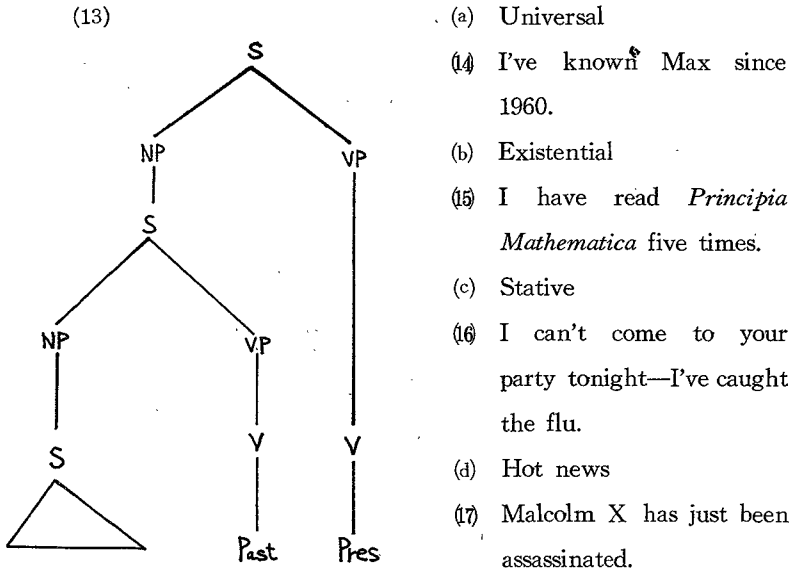 (13)
S
NP VP
S
NP VP
S V V
Past Pres
(a) Universal
(14) I've known Max since
1960.
(b) Existential
(15) I have read Principia
Mathematica five times.
(c) Stative
(16) I can't come to your
party tonight—I've caught
the flu.
(d) Hot news
(17) Malcolm X has just been
assassinated.